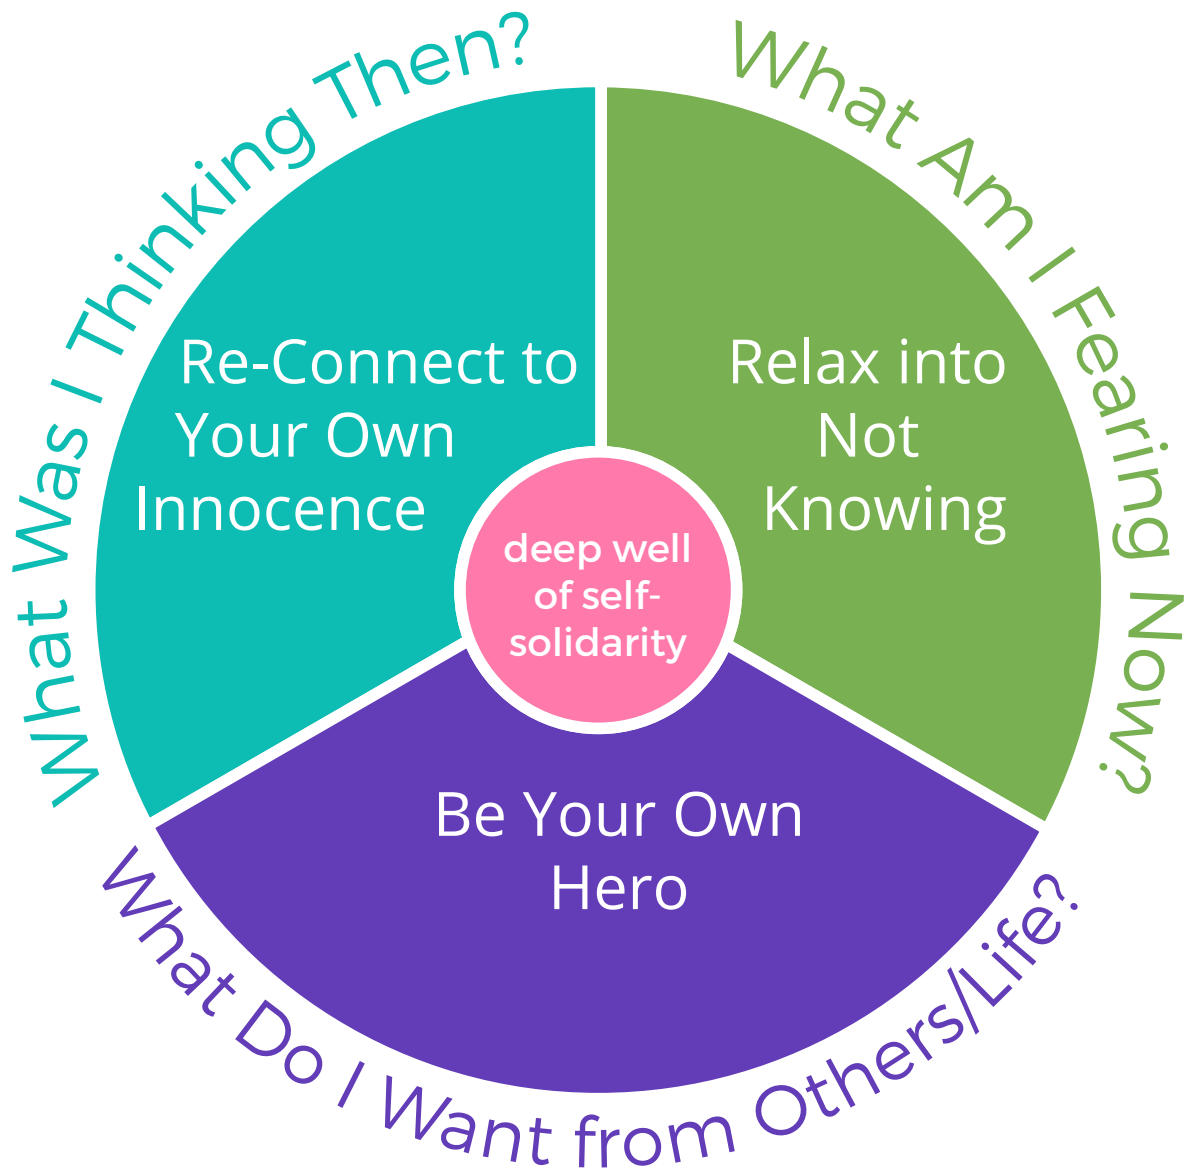 What Was I Thinking Then?
What Am I Fearing Now?
Re-Connect to
Your Own
Innocence
Relax into
Not
Knowing
deep well
of self-
solidarity
Be Your Own
Hero
What Do I Want from Others/Life?